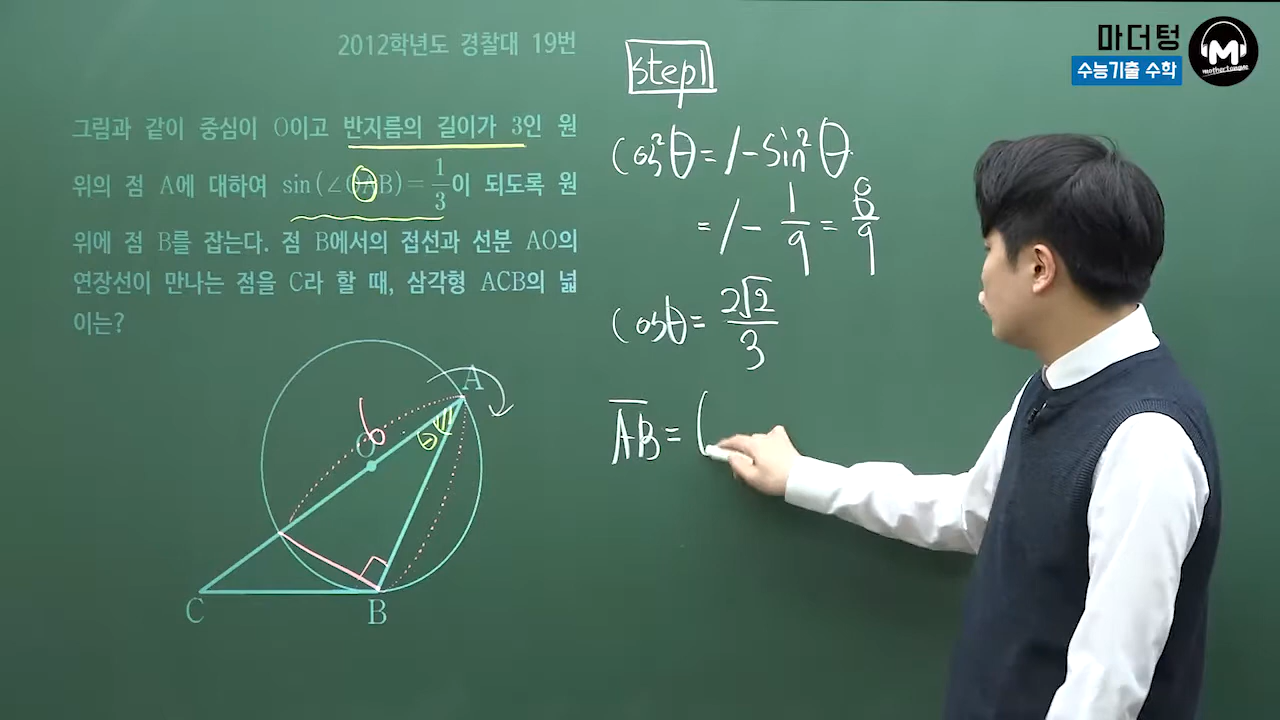 2012학년도 경찰대 19번
그림과 같이 중심이 O이고 반지름의 길이가 3인 원
위의 점 A에 대하여 sin(∠OAB)=1/3이 되도록 원
위에 점 B를 잡는다. 점 B에서의 접선과 선분 AO의
연장선이 만나는 점을 C라 할 때, 삼각형 ACB의 넓
이는?
θ
A
6
O
θ
C
B
step1
cos²θ=1-sin²θ
=1-1/9=8/9
cosθ=2√2/3
AB=6
마더텅
수능기출 수학
M
mothertongue